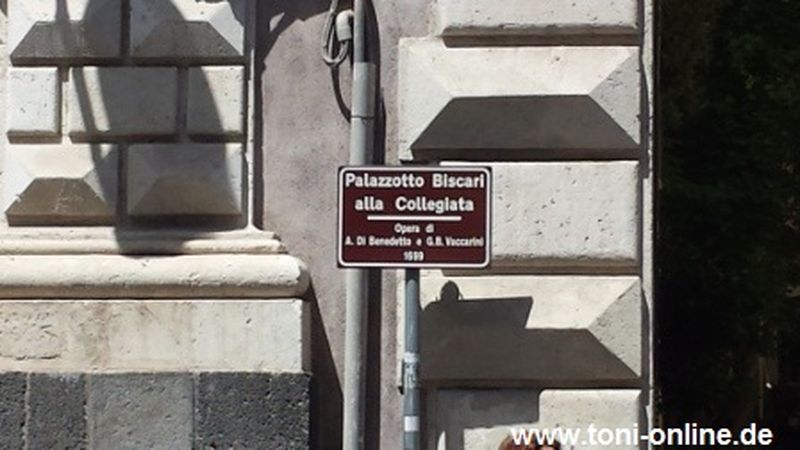 Palazzotto Biscari
alla Collegiata
Opera di
A. Di Benedetto e G.B. Vaccarini
1699
www.toni-online.de